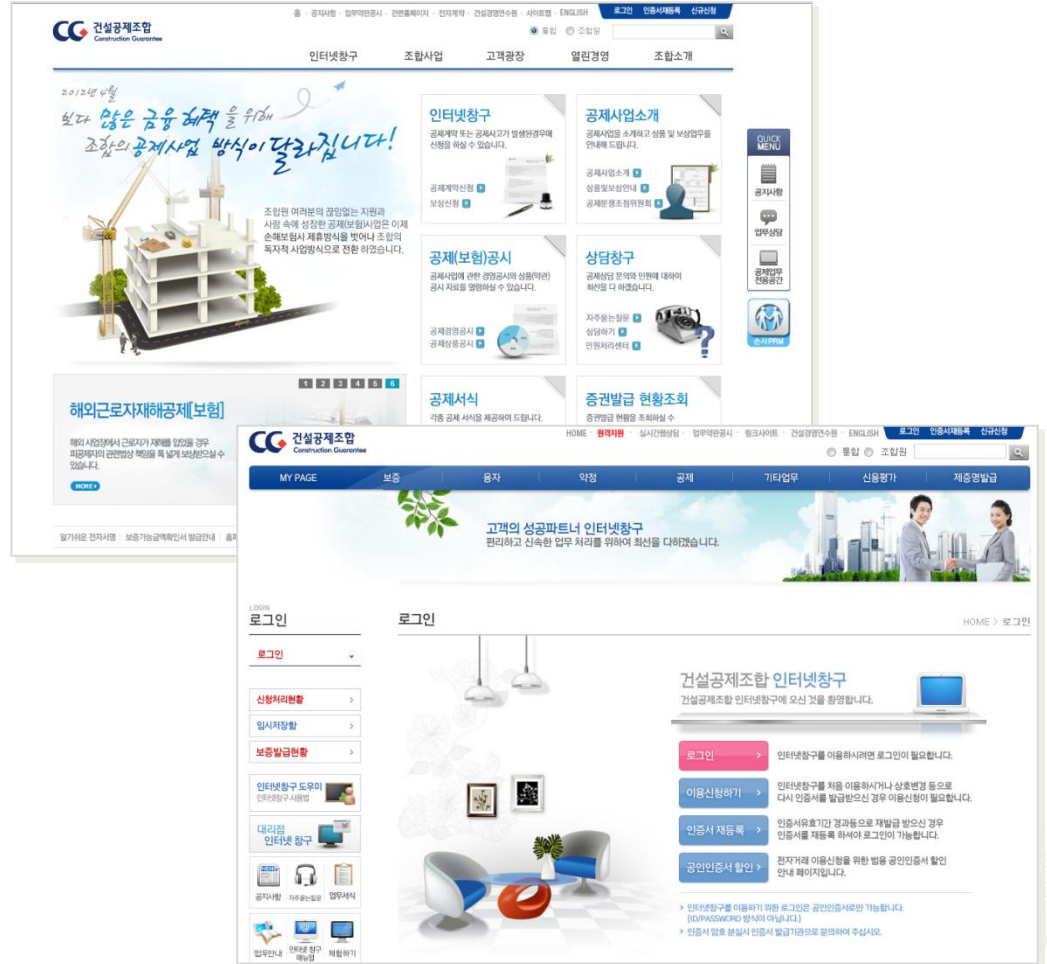 홈 · 공지사항 · 업무약관공시 · 관련홈페이지 · 전자계약 · 건설경영연수원 · 사이트맵 · ENGLISH
로그인 인증서재등록 신규신청
CG 건설공제조합
Construction Guarantee
통합 조합원
인터넷창구 조합사업 고객광장 열린경영 조합소개
2012년 4월
보다 많은 금융 혜택을 위해
조합의 공제사업 방식이 달라집니다!
조합원 여러분의 끊임없는 지원과
사랑 속에 성장한 공제(보험)사업은 이제
손해보험사 제휴방식을 벗어나 조합의
독자적 사업방식으로 전환 하였습니다.
인터넷창구
공제계약 또는 공제사고가 발생된경우에
신청을 하실 수 있습니다.
공제계약신청
보상신청
공제사업소개
공제사업을 소개하고 상품 및 보상업무를
안내해 드립니다.
공제사업소개
상품및보상안내
공제분쟁조정위원회
공제(보험)공시
공제사업에 관한 경영공시와 상품(약관)
공시 자료를 열람하실 수 있습니다.
공제경영공시
공제상품공시
상담창구
공제상담 문의와 민원에 대하여
최선을 다 하겠습니다.
자주묻는질문
상담하기
민원처리센터
공제서식
각종 공제 서식을 제공하여 드립니다.
증권발급 현황조회
증권발급 현황을 조회하실 수
QUICK
MENU
공지사항
업무상담
공제업무
전용공간
손사PRM
1 2 3 4 5 6
해외근로자재해공제[보험]
해외 사업장에서 근로자가 재해를 입었을 경우
피공제자의 관련법상 책임을 폭 넓게 보상받으실 수
있습니다.
MORE
알기쉬운 전자서명 | 보증가능금액확인서 발급안내 |
CG 건설공제조합
Construction Guarantee
HOME · 원격지원 · 실시간웹상담 · 업무약관공시 · 링크사이트 · 건설경영연수원 · ENGLISH
로그인 인증서재등록 신규신청
통합 조합원
MY PAGE 보증 융자 약정 공제 기타업무 신용평가 제증명발급
고객의 성공파트너 인터넷창구
편리하고 신속한 업무 처리를 위하여 최선을 다하겠습니다.
LOGIN
로그인
로그인
신청처리현황
임시저장함
보증발급현황
인터넷창구 도우미
인터넷창구 사용법
대리점
인터넷 창구
공지사항 자주묻는질문 업무서식
업무안내 인터넷 창구 매뉴얼 체험하기
로그인
HOME > 로그인
건설공제조합 인터넷창구
건설공제조합 인터넷창구에 오신 것을 환영합니다.
로그인 > 인터넷창구를 이용하시려면 로그인이 필요합니다.
이용신청하기 > 인터넷창구를 처음 이용하시거나 상호변경 등으로
다시 인증서를 발급받으신 경우 이용신청이 필요합니다.
인증서 재등록 > 인증서유효기간 경과등으로 재발급 받으신 경우
인증서를 재등록 하셔야 로그인이 가능합니다.
공인인증서 할인 > 전자거래 이용신청을 위한 범용 공인인증서 할인
안내 페이지입니다.
> 인터넷창구를 이용하기 위한 로그인은 공인인증서로만 가능합니다.
(ID/PASSWORD 방식이 아닙니다.)
> 인증서 암호 분실시 인증서 발급기관으로 문의하여 주십시오.